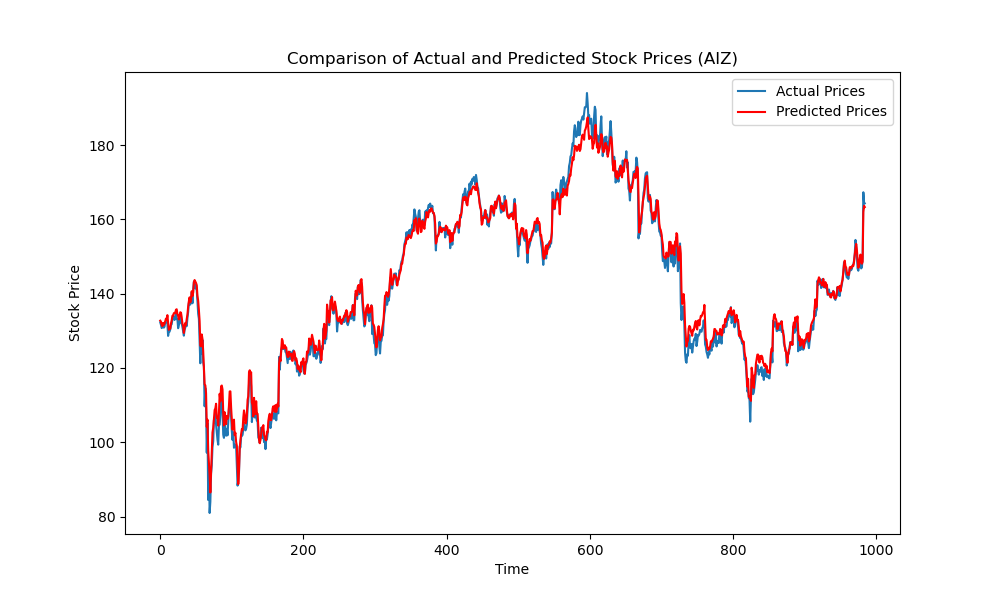 Comparison of Actual and Predicted Stock Prices (AIZ)
Actual Prices
Predicted Prices
Stock Price
180
160
140
120
100
80
0 200 400 600 800 1000
Time